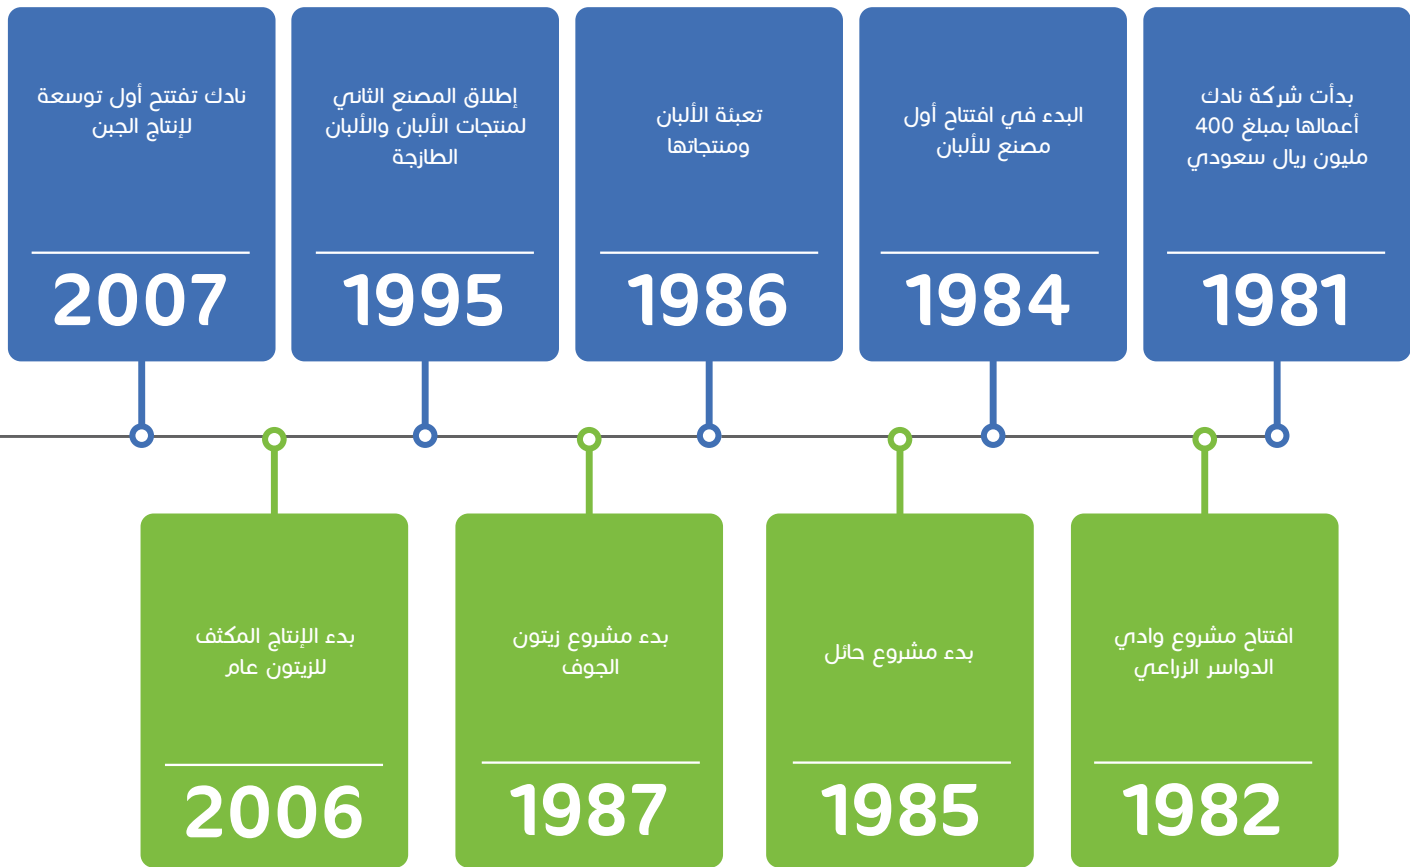 بدأت شركة نادك
أعمالها بمبلغ 400
مليون ريال سعودي
1981
البدء في افتتاح أول
مصنع للألبان
1984
تعبئة الألبان
ومنتجاتها
1986
إطلاق المصنع الثاني
لمنتجات الألبان والألبان
الطازجة
1995
نادك تفتتح أول توسعة
لإنتاج الجبن
2007
افتتاح مشروع وادي
الدواسر الزراعي
1982
بدء مشروع حائل
1985
بدء مشروع زيتون
الجوف
1987
بدء الإنتاج المكثف
للزيتون عام
2006